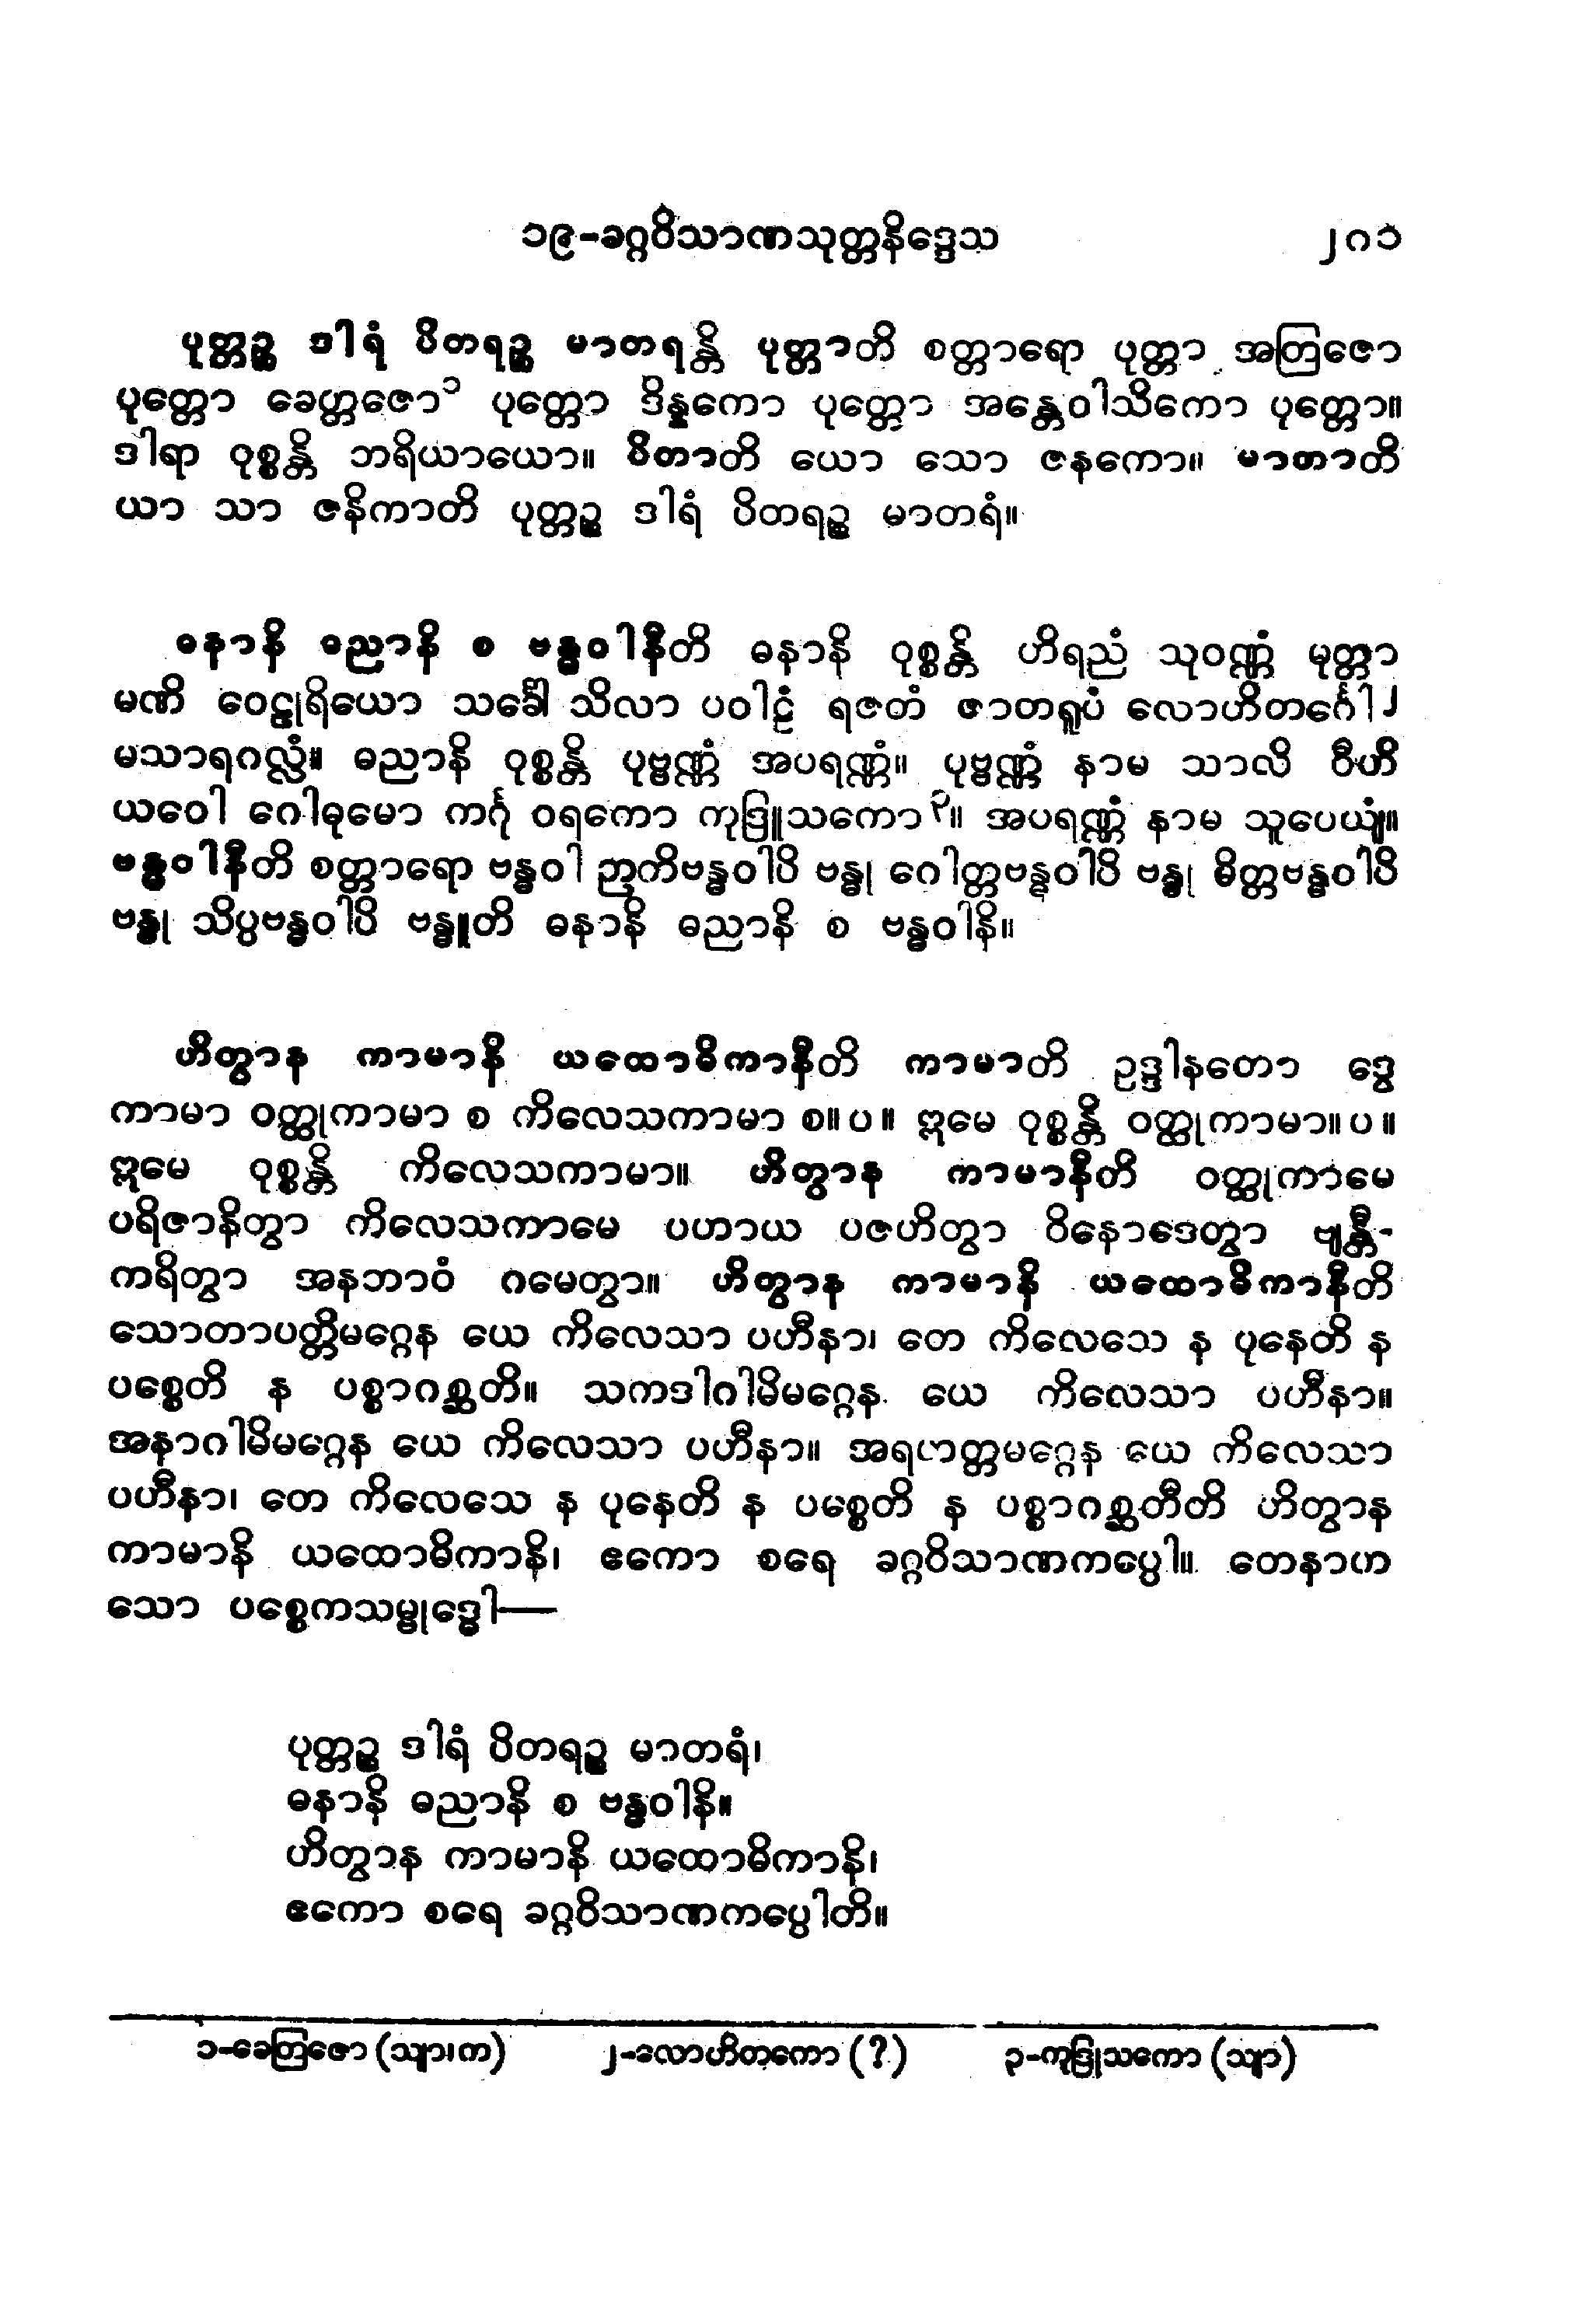 ၁၉-ခဂ္ဂဝိသာဏသုတ္တနိဒ္ဒေသ ၂၈၁
ပုတ္တဉ္စ ဒါရံ ပိတရဉ္စ မာတရန္တိ ပုတ္တာတိ စတ္တာရော ပုတ္တာ အတြဇော
ပုတ္တော ခေတ္တဇော၁ ပုတ္တော ဒိန္နကော ပုတ္တော အန္တေဝါသိကော ပုတ္တော။
ဒါရာ ဝုစ္စန္တိ ဘရိယာယော။ ပိတာတိ ယော သော ဇနကော။ မာတာတိ
ယာ သာ ဇနိကာတိ ပုတ္တဉ္စ ဒါရံ ပိတရဉ္စ မာတရံ။
ဓနာနိ ဓညာနိ စ ဗန္ဓဝါနီတိ ဓနာနိ ဝုစ္စန္တိ ဟိရညံ သုဝဏ္ဏံ မုတ္တာ
မဏိ ဝေဠုရိယော သင်္ခေါ သိလာ ပဝါဠံ ရဇတံ ဇာတရူပံ လောဟိတင်္ဂေါ၂
မသာရဂလ္လံ။ ဓညာနိ ဝုစ္စန္တိ ပုဗ္ဗဏ္ဏံ အပရဏ္ဏံ။ ပုဗ္ဗဏ္ဏံ နာမ သာလိ ဝီဟိ
ယဝေါ ဂေါဓုမော ကင်္ဂု ဝရကော ကုဒြူသကော၃။ အပရဏ္ဏံ နာမ သူပေယျံ။
ဗန္ဓဝါနီတိ စတ္တာရော ဗန္ဓဝါ ဉာတိဗန္ဓဝါပိ ဗန္ဓု ဂေါတ္တဗန္ဓဝါပိ ဗန္ဓု မိတ္တဗန္ဓဝါပိ
ဗန္ဓု သိပ္ပဗန္ဓဝါပိ ဗန္ဓူတိ ဓနာနိ ဓညာနိ စ ဗန္ဓဝါနိ။
ဟိတွာန ကာမာနိ ယထောဓိကာနီတိ ကာမာတိ ဥဒ္ဒါနတော ဒွေ
ကာမာ ဝတ္ထုကာမာ စ ကိလေသကာမာ စ။ပ။ ဣမေ ဝုစ္စန္တိ ဝတ္ထုကာမာ။ပ။
ဣမေ ဝုစ္စန္တိ ကိလေသကာမာ။ ဟိတွာန ကာမာနီတိ ဝတ္ထုကာမေ
ပရိဇာနိတွာ ကိလေသကာမေ ပဟာယ ပဇဟိတွာ ဝိနောဒေတွာ ဗျန္တီ-
ကရိတွာ အနဘာဝံ ဂမေတွာ။ ဟိတွာန ကာမာနိ ယထောဓိကာနီတိ
သောတာပတ္တိမဂ္ဂေန ယေ ကိလေသာ ပဟီနာ၊ တေ ကိလေသေ န ပုနေတိ န
ပစ္စေတိ န ပစ္စာဂစ္ဆတိ။ သကဒါဂါမိမဂ္ဂေန ယေ ကိလေသာ ပဟီနာ။
အနာဂါမိမဂ္ဂေန ယေ ကိလေသာ ပဟီနာ။ အရဟတ္တမဂ္ဂေန ယေ ကိလေသာ
ပဟီနာ၊ တေ ကိလေသေ န ပုနေတိ န ပစ္စေတိ န ပစ္စာဂစ္ဆတီတိ ဟိတွာန
ကာမာနိ ယထောဓိကာနိ၊ ဧကော စရေ ခဂ္ဂဝိသာဏကပ္ပေါ။ တေနာဟ
သော ပစ္စေကသမ္ဗုဒ္ဓေါ—
ပုတ္တဉ္စ ဒါရံ ပိတရဉ္စ မာတရံ၊
ဓနာနိ ဓညာနိ စ ဗန္ဓဝါနိ။
ဟိတွာန ကာမာနိ ယထောဓိကာနိ၊
ဧကော စရေ ခဂ္ဂဝိသာဏကပ္ပေါတိ။
၁-ခေတြဇော (သျာ၊က) ၂-လောဟိတကော (?) ၃-ကုဒြုသကော (သျာ)